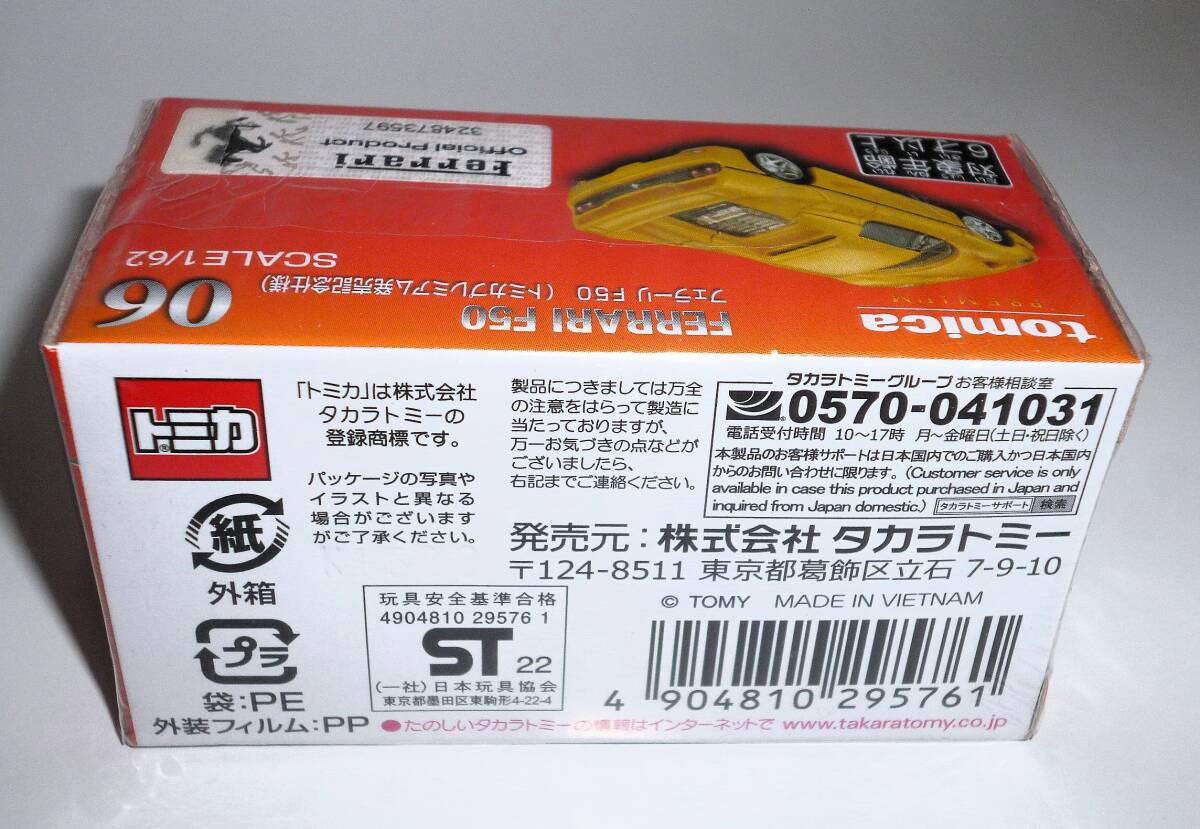 324873597
Official Product
Ferrari
対象年齢
6才以上
SCALE 1/62
06
フェラーリ F50 (トミカプレミアム発売記念仕様)
FERRARI F50
tomica
PREMIUM
トミカ
®
「トミカ」は株式会社
タカラトミーの
登録商標です。
パッケージの写真や
イラストと異なる
場合がございます
がご了承ください。
紙
外箱
プラ
袋:PE
外装フィルム:PP
製品につきましては万全
の注意をはらって製造に
当たっておりますが、
万一お気づきの点などが
ございましたら、
右記までご連絡ください。
タカラトミーグループ お客様相談室
0570-041031
電話受付時間 10～17時 月～金曜日(土日・祝日除く)
本製品のお客様サポートは日本国内でのご購入かつ日本国内
からのお問い合わせに限ります。(Customer service is only
available in case this product purchased in Japan and
inquired from Japan domestic.) タカラトミーサポート 検索
発売元:株式会社 タカラトミー
〒124-8511 東京都葛飾区立石 7-9-10
© TOMY MADE IN VIETNAM
玩具安全基準合格
4904810 29576 1
ST 22
(一社)日本玩具協会
東京都墨田区東駒形4-22-4
4 904810 295761
●たのしいタカラトミーの情報はインターネットで www.takaratomy.co.jp